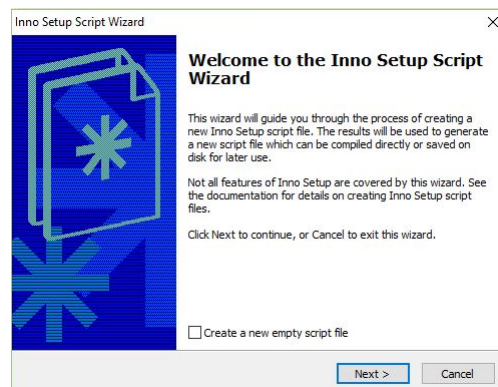 Inno Setup Script Wizard
Welcome to the Inno Setup Script
Wizard
This wizard will guide you through the process of creating a
new Inno Setup script file. The results will be used to generate
a new script file which can be compiled directly or saved on
disk for later use.
Not all features of Inno Setup are covered by this wizard. See
the documentation for details on creating Inno Setup script
files.
Click Next to continue, or Cancel to exit this wizard.
Create a new empty script file
Next >
Cancel